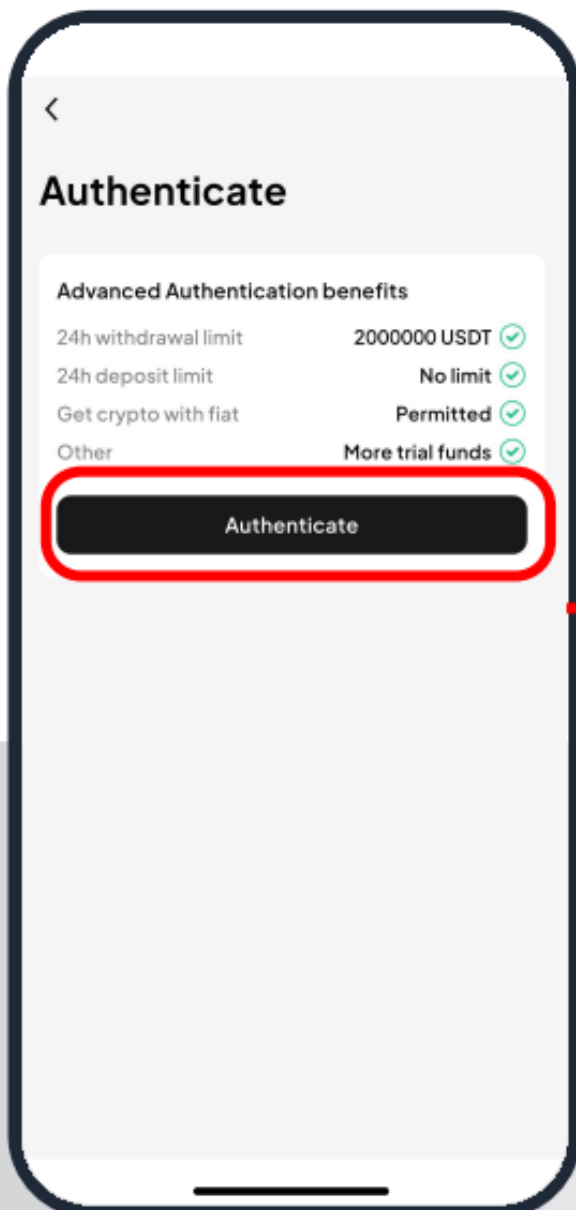 Authenticate
Advanced Authentication benefits
24h withdrawal limit 2000000 USDT
24h deposit limit No limit
Get crypto with fiat Permitted
Other More trial funds
Authenticate